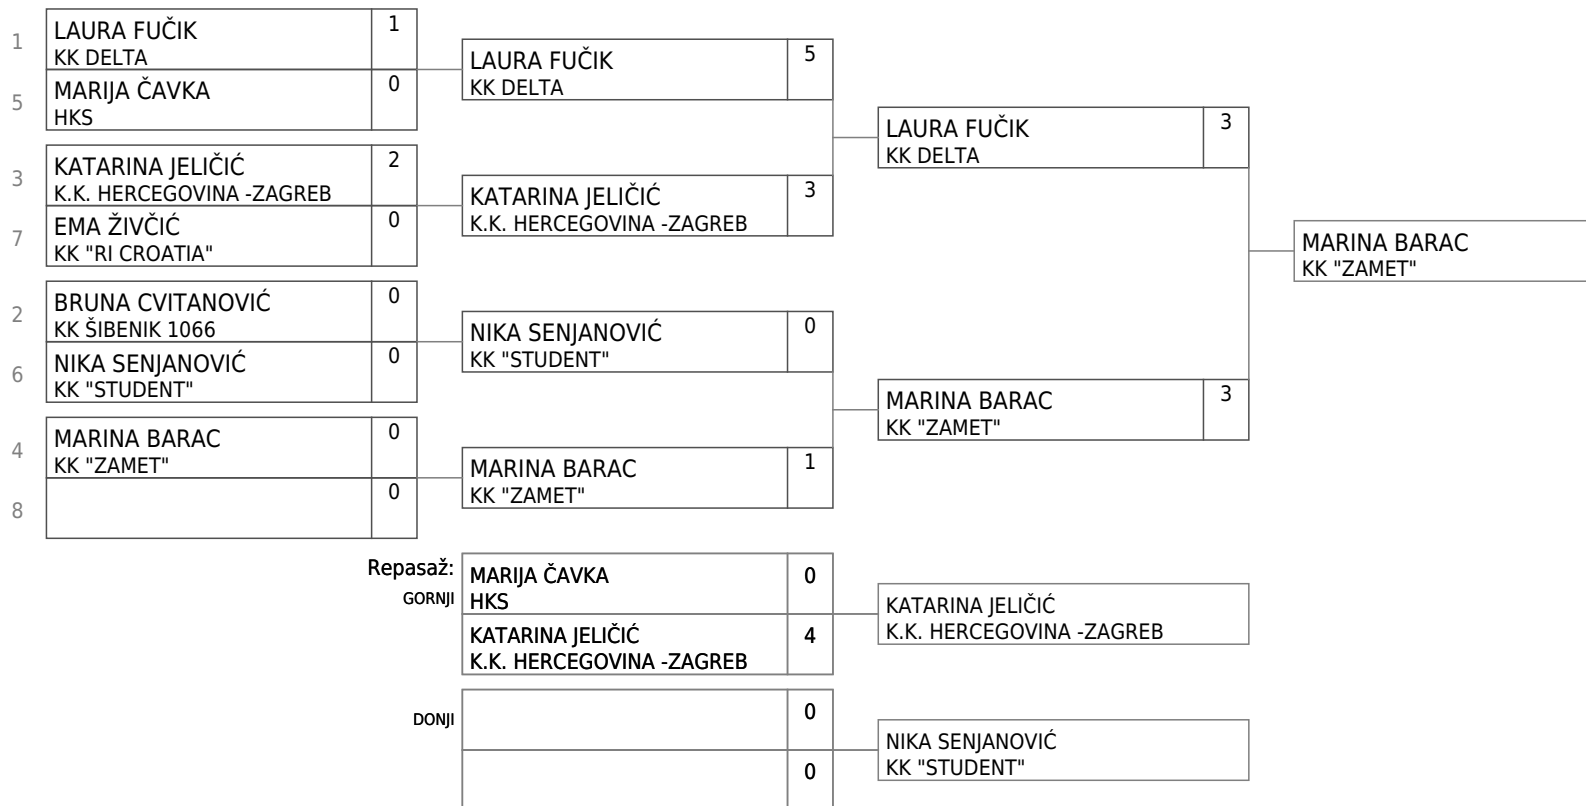 1
LAURA FUČIK
KK DELTA
1
5
MARIJA ČAVKA
HKS
0
3
KATARINA JELIČIĆ
K.K. HERCEGOVINA -ZAGREB
2
7
EMA ŽIVČIĆ
KK "RI CROATIA"
0
2
BRUNA CVITANOVIĆ
KK ŠIBENIK 1066
0
6
NIKA SENJANOVIĆ
KK "STUDENT"
0
4
MARINA BARAC
KK "ZAMET"
0
8
0
LAURA FUČIK
KK DELTA
5
KATARINA JELIČIĆ
K.K. HERCEGOVINA -ZAGREB
3
NIKA SENJANOVIĆ
KK "STUDENT"
0
MARINA BARAC
KK "ZAMET"
1
LAURA FUČIK
KK DELTA
3
MARINA BARAC
KK "ZAMET"
3
MARINA BARAC
KK "ZAMET"
Repasaž:
GORNJI
MARIJA ČAVKA
HKS
0
KATARINA JELIČIĆ
K.K. HERCEGOVINA -ZAGREB
4
KATARINA JELIČIĆ
K.K. HERCEGOVINA -ZAGREB
DONJI
0
0
NIKA SENJANOVIĆ
KK "STUDENT"